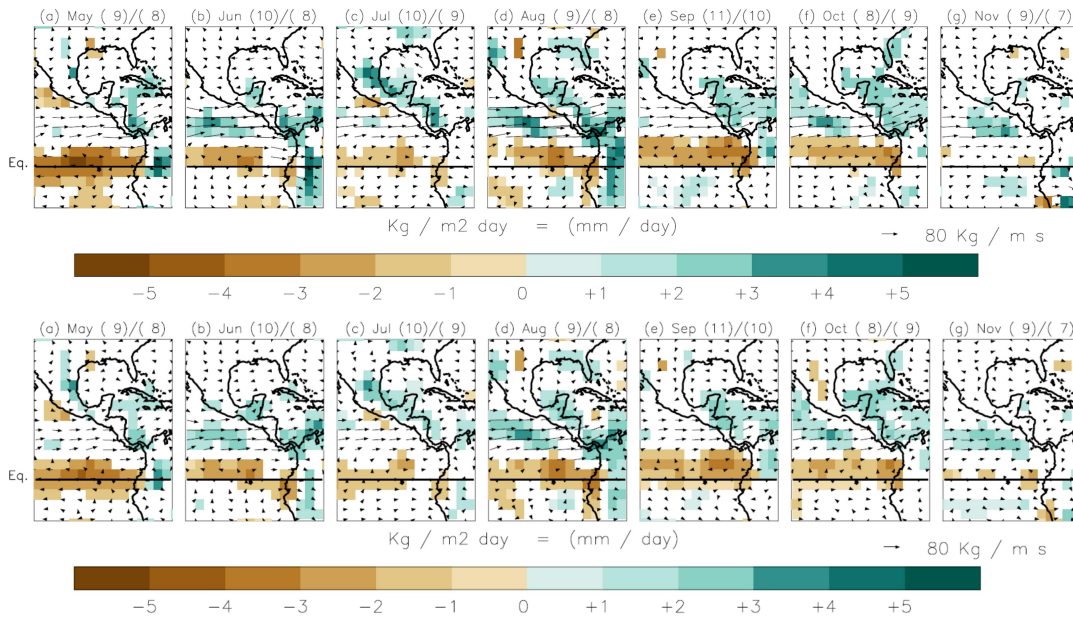 (a) May ( 9)/( 8) (b) Jun (10)/( 8) (c) Jul (10)/( 9) (d) Aug ( 9)/( 8) (e) Sep (11)/(10) (f) Oct ( 8)/( 9) (g) Nov ( 9)/( 7)
Eq.
Kg / m2 day = (mm / day)
80 Kg / m s
-5 -4 -3 -2 -1 0 +1 +2 +3 +4 +5
(a) May ( 9)/( 8) (b) Jun (10)/( 8) (c) Jul (10)/( 9) (d) Aug ( 9)/( 8) (e) Sep (11)/(10) (f) Oct ( 8)/( 9) (g) Nov ( 9)/( 7)
Eq.
Kg / m2 day = (mm / day)
80 Kg / m s
-5 -4 -3 -2 -1 0 +1 +2 +3 +4 +5